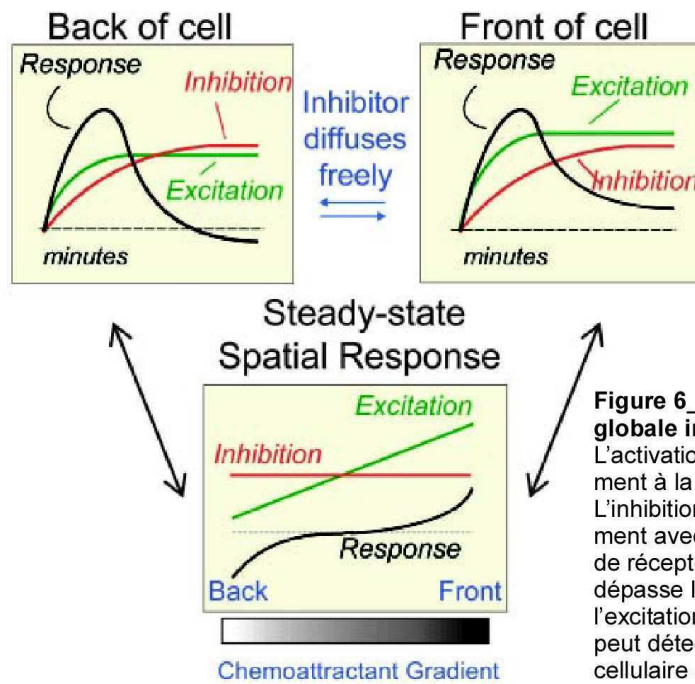 Back of cell
Front of cell
Response
Inhibition
Excitation
minutes
Inhibitor
diffuses
freely
Response
Excitation
Inhibition
minutes
Steady-state
Spatial Response
Excitation
Inhibition
Response
Back
Front
Chemoattractant Gradient
Figure 6_
globale in
L’activatio
ment à la
L’inhibition
ment avec
de récept
dépasse l
l’excitation
peut déte
cellulaire